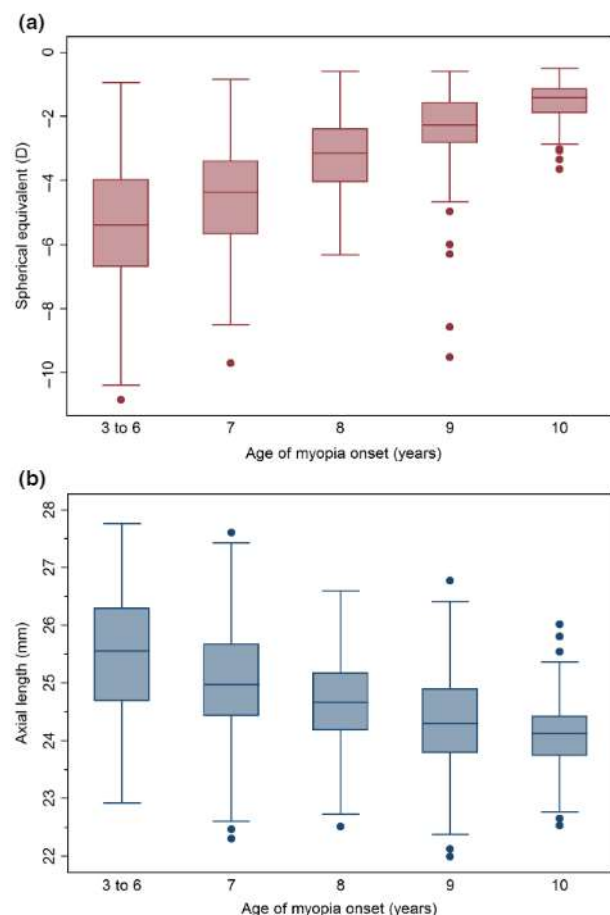 (a)
0
−2
−4
−6
−8
−10
Spherical equivalent (D)
3 to 6 7 8 9 10
Age of myopia onset (years)
(b)
28
27
26
25
24
23
22
Axial length (mm)
3 to 6 7 8 9 10
Age of myopia onset (years)